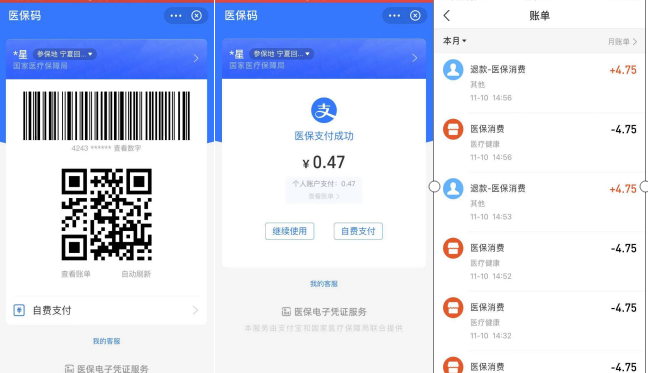 医保码
*星 参保地 宁夏回...
国家医疗保障局
4243 ****** 查看数字
查看账单 自动刷新
自费支付
我的客服
医保电子凭证服务
医保码
*星 参保地 宁夏回...
国家医疗保障局
支
医保支付成功
¥0.47
个人账户支付：0.47
查看账单
继续使用 自费支付
我的客服
医保电子凭证服务
本服务由支付宝和国家医疗保障局联合提供
账单
本月 月账单
退款-医保消费 +4.75
其他
11-10 14:56
医保消费 -4.75
医疗健康
11-10 14:56
退款-医保消费 +4.75
其他
11-10 14:53
医保消费 -4.75
医疗健康
11-10 14:52
医保消费 -4.75
医疗健康
11-10 14:32
医保消费 -4.75